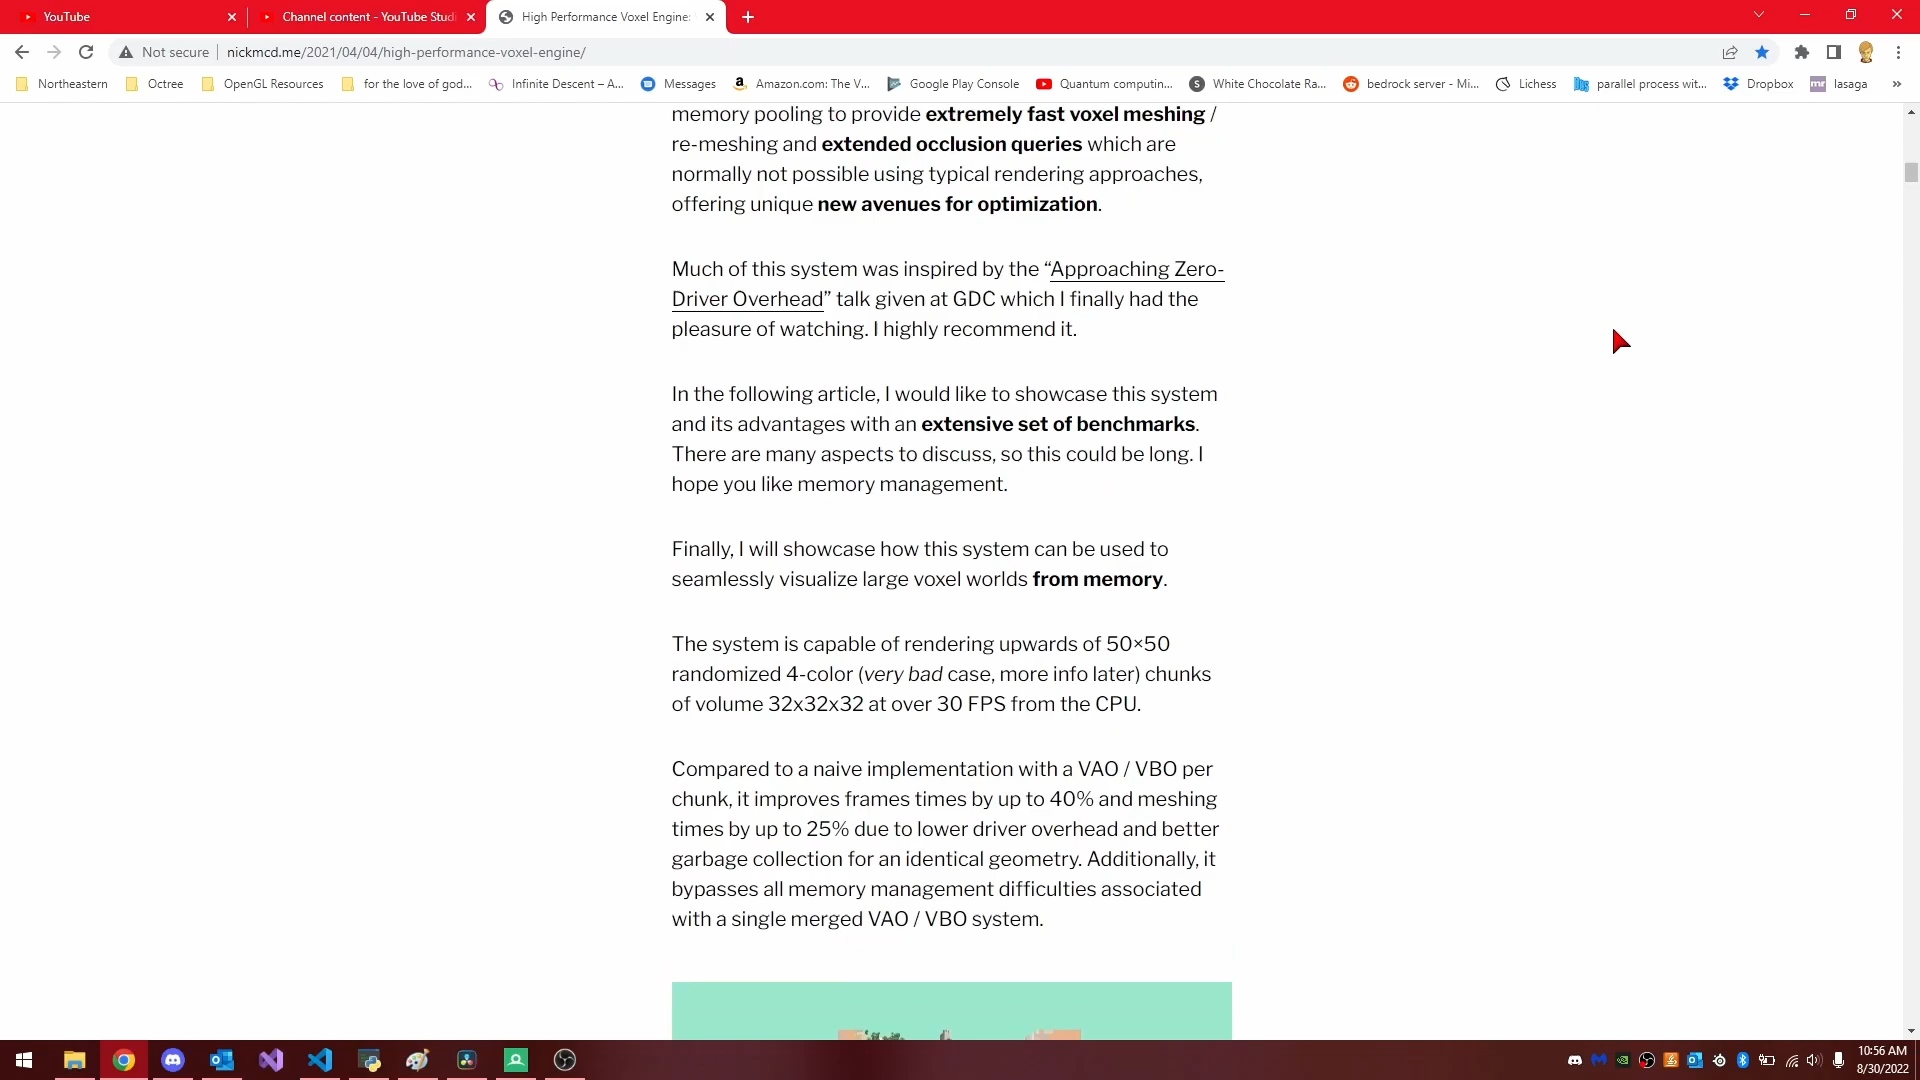 YouTube
Channel content - YouTube Studi
High Performance Voxel Engine:
Not secure
nickmcd.me/2021/04/04/high-performance-voxel-engine/
Northeastern
Octree
OpenGL Resources
for the love of god...
Infinite Descent – A...
Messages
Amazon.com: The V...
Google Play Console
Quantum computin...
White Chocolate Ra...
bedrock server - Mi...
Lichess
parallel process wit...
Dropbox
lasaga
»
memory pooling to provide extremely fast voxel meshing /
re-meshing and extended occlusion queries which are
normally not possible using typical rendering approaches,
offering unique new avenues for optimization.
Much of this system was inspired by the “Approaching Zero-
Driver Overhead” talk given at GDC which I finally had the
pleasure of watching. I highly recommend it.
In the following article, I would like to showcase this system
and its advantages with an extensive set of benchmarks.
There are many aspects to discuss, so this could be long. I
hope you like memory management.
Finally, I will showcase how this system can be used to
seamlessly visualize large voxel worlds from memory.
The system is capable of rendering upwards of 50×50
randomized 4-color (very bad case, more info later) chunks
of volume 32x32x32 at over 30 FPS from the CPU.
Compared to a naive implementation with a VAO / VBO per
chunk, it improves frames times by up to 40% and meshing
times by up to 25% due to lower driver overhead and better
garbage collection for an identical geometry. Additionally, it
bypasses all memory management difficulties associated
with a single merged VAO / VBO system.
10:56 AM
8/30/2022